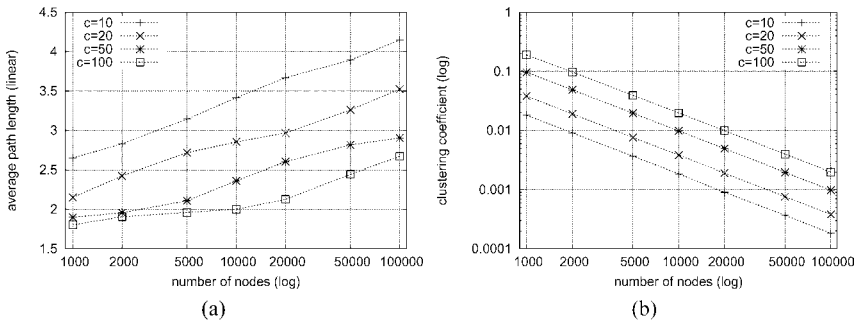 average path length (linear)
4.5
4
3.5
3
2.5
2
1.5
c=10
c=20
c=50
c=100
1000 2000 5000 10000 20000 50000 100000
number of nodes (log)
(a)
clustering coefficient (log)
1
0.1
0.01
0.001
0.0001
c=10
c=20
c=50
c=100
1000 2000 5000 10000 20000 50000 100000
number of nodes (log)
(b)